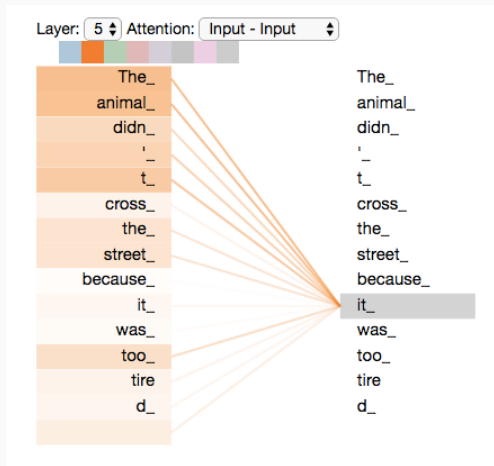 Layer: 5 Attention: Input - Input
The_ The_
animal_ animal_
didn_ didn_
'_ '_
t_ t_
cross_ cross_
the_ the_
street_ street_
because_ because_
it_ it_
was_ was_
too_ too_
tire tire
d_ d_